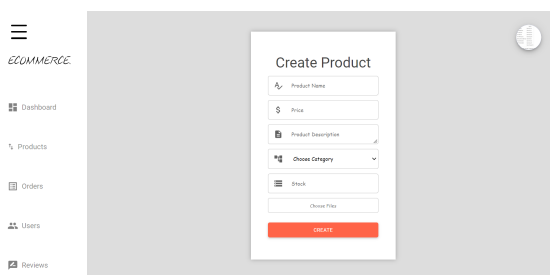 ECOMMERCE.
Dashboard
Products
Orders
Users
Reviews
Create Product
Product Name
Price
Product Description
Choose Category
Stock
Choose Files
CREATE